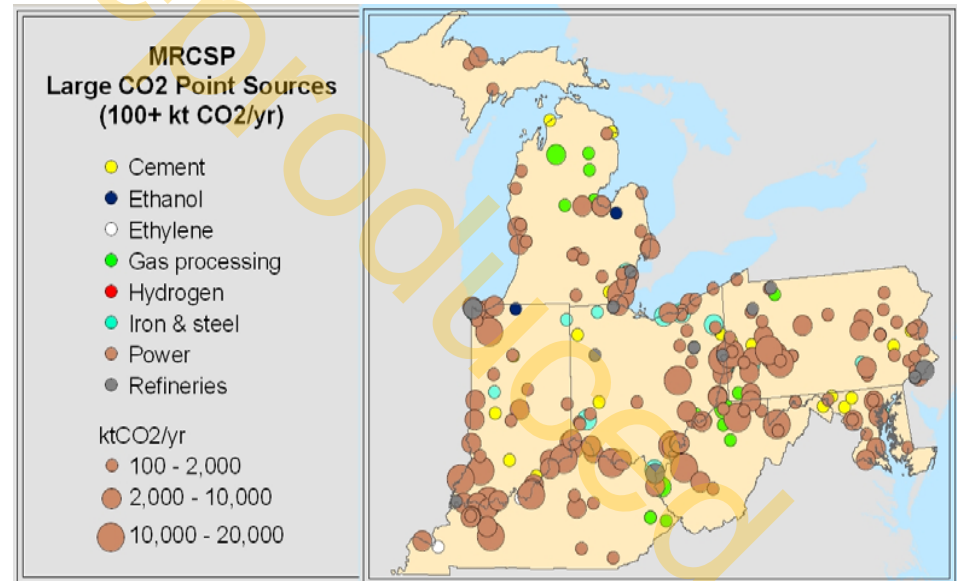 MRCSP
Large CO2 Point Sources
(100+ kt CO2/yr)
Cement
Ethanol
Ethylene
Gas processing
Hydrogen
Iron & steel
Power
Refineries
ktCO2/yr
100 - 2,000
2,000 - 10,000
10,000 - 20,000
produced